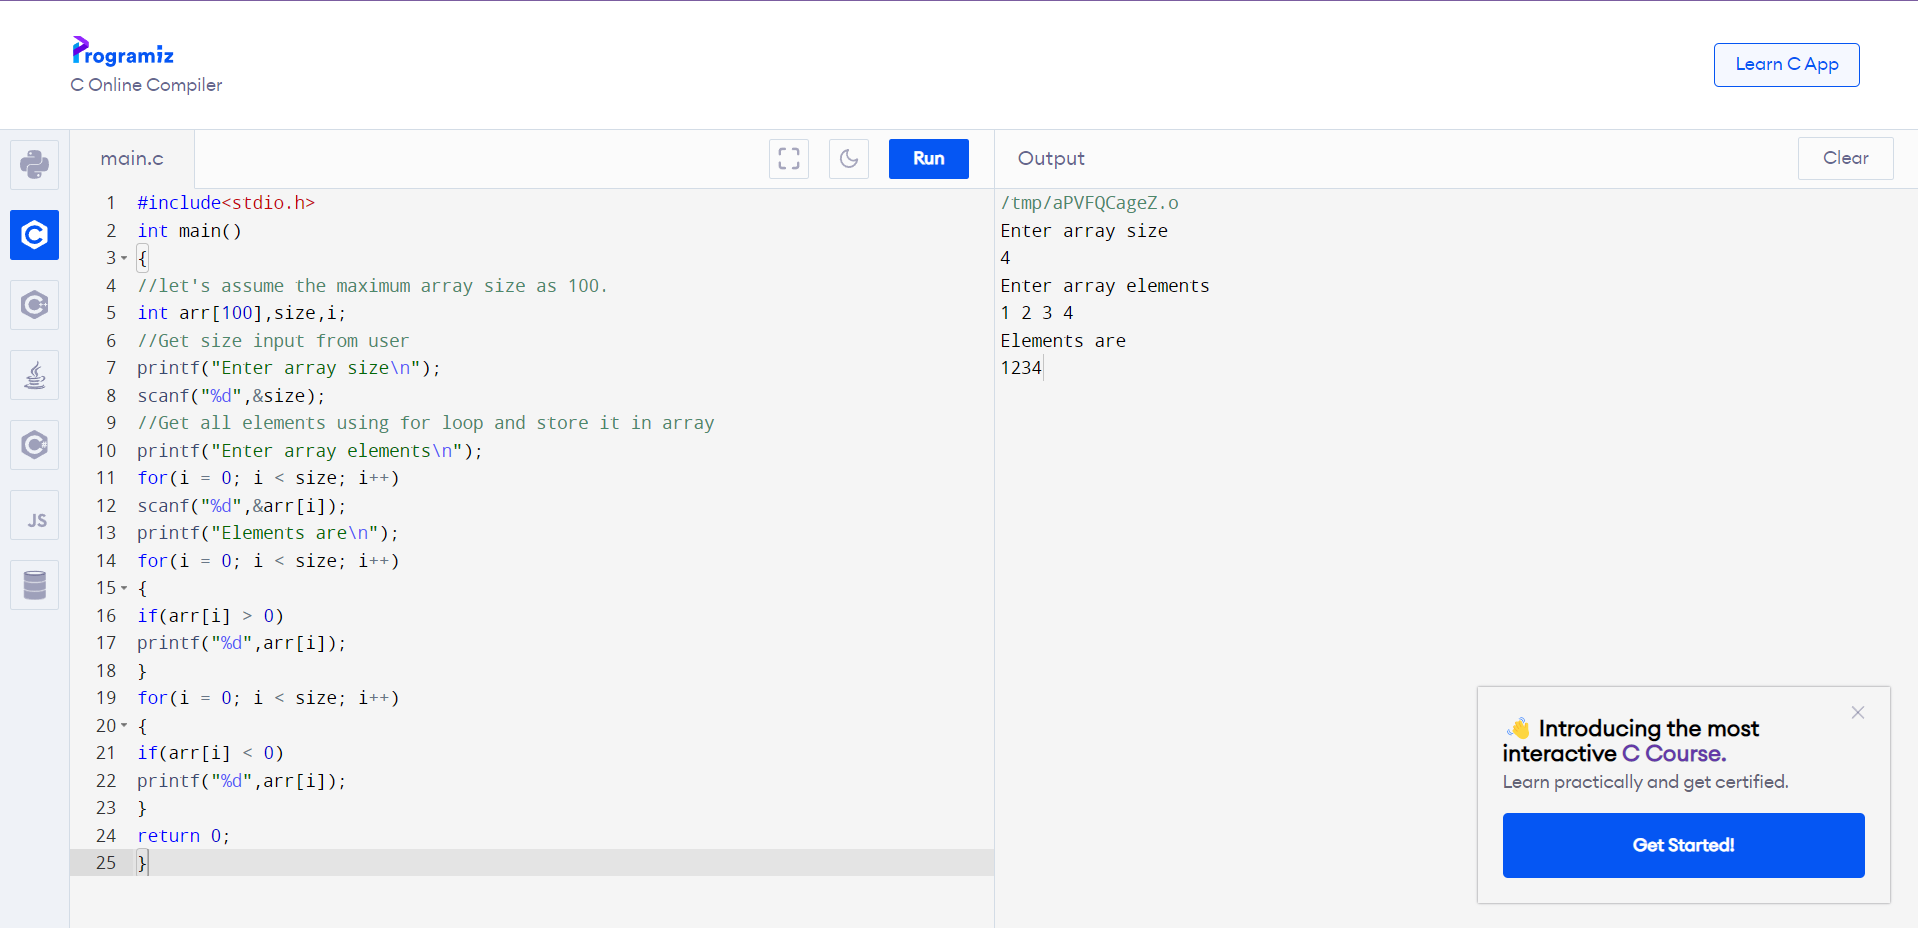 Programiz
C Online Compiler
Learn C App
main.c
Run
Output
Clear
JS
1 #include<stdio.h>
2 int main()
3 {
4 //let's assume the maximum array size as 100.
5 int arr[100],size,i;
6 //Get size input from user
7 printf("Enter array size\n");
8 scanf("%d",&size);
9 //Get all elements using for loop and store it in array
10 printf("Enter array elements\n");
11 for(i = 0; i < size; i++)
12 scanf("%d",&arr[i]);
13 printf("Elements are\n");
14 for(i = 0; i < size; i++)
15 {
16 if(arr[i] > 0)
17 printf("%d",arr[i]);
18 }
19 for(i = 0; i < size; i++)
20 {
21 if(arr[i] < 0)
22 printf("%d",arr[i]);
23 }
24 return 0;
25 }
/tmp/aPVFQCageZ.o
Enter array size
4
Enter array elements
1 2 3 4
Elements are
1234
👋 Introducing the most
interactive C Course.
Learn practically and get certified.
Get Started!